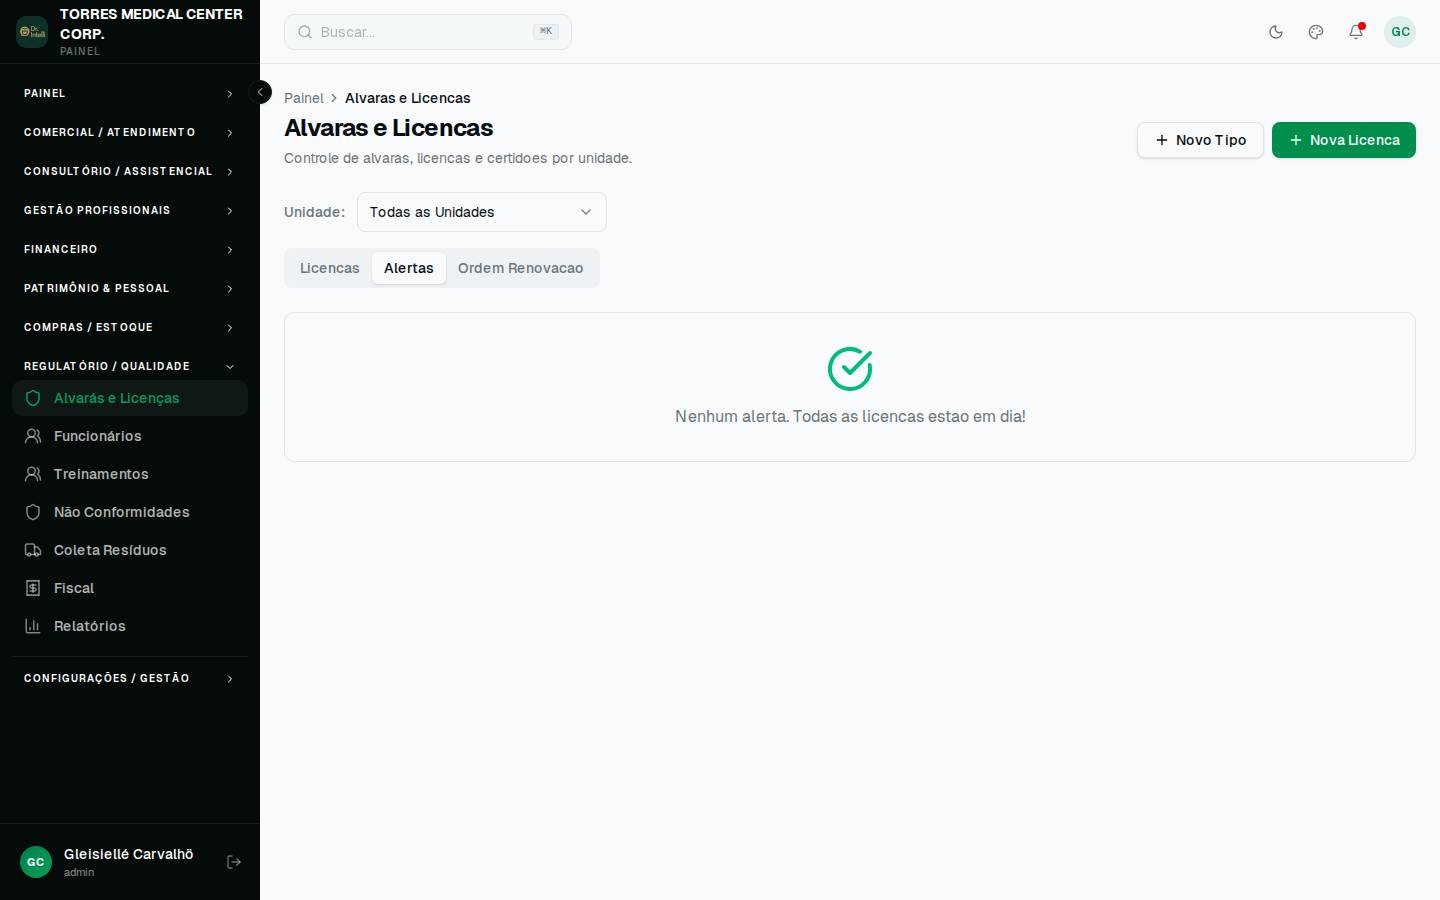 Dr. Intelli
TORRES MEDICAL CENTER
CORP.
PAINEL
Buscar...
⌘K
GC
PAINEL
COMERCIAL / ATENDIMENTO
CONSULTÓRIO / ASSISTENCIAL
GESTÃO PROFISSIONAIS
FINANCEIRO
PATRIMÔNIO & PESSOAL
COMPRAS / ESTOQUE
REGULATÓRIO / QUALIDADE
Alvarás e Licenças
Funcionários
Treinamentos
Não Conformidades
Coleta Resíduos
Fiscal
Relatórios
CONFIGURAÇÕES / GESTÃO
GC
Gleisiellé Carvalhö
admin
Painel > Alvaras e Licencas
Alvaras e Licencas
Controle de alvaras, licencas e certidoes por unidade.
Novo Tipo
Nova Licenca
Unidade: Todas as Unidades
Licencas Alertas Ordem Renovacao
Nenhum alerta. Todas as licencas estao em dia!